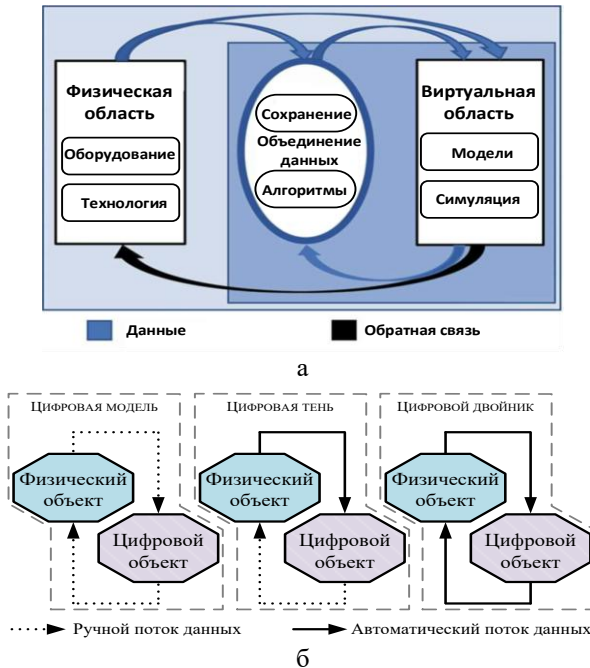 Физическая
область
Оборудование
Технология
Сохранение
Объединение
данных
Алгоритмы
Виртуальная
область
Модели
Симуляция
Данные
Обратная связь
а
ЦИФРОВАЯ МОДЕЛЬ
Физический
объект
Цифровой
объект
ЦИФРОВАЯ ТЕНЬ
Физический
объект
Цифровой
объект
ЦИФРОВОЙ ДВОЙНИК
Физический
объект
Цифровой
объект
Ручной поток данных
Автоматический поток данных
б